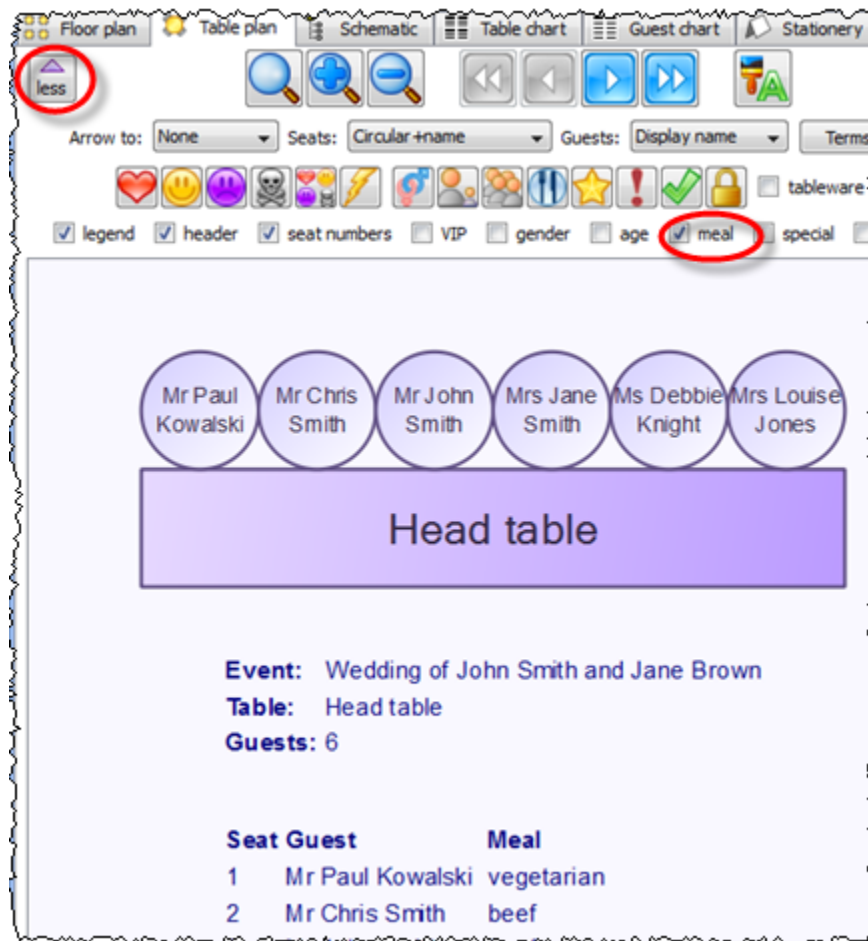 Floor plan Table plan Schematic Table chart Guest chart Stationery
less
Arrow to: None Seats: Circular +name Guests: Display name Terms
tableware
legend header seat numbers VIP gender age meal special
Mr Paul Kowalski
Mr Chris Smith
Mr John Smith
Mrs Jane Smith
Ms Debbie Knight
Mrs Louise Jones
Head table
Event: Wedding of John Smith and Jane Brown
Table: Head table
Guests: 6
Seat Guest Meal
1 Mr Paul Kowalski vegetarian
2 Mr Chris Smith beef